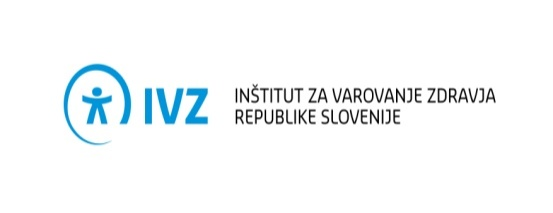 IVZ
INŠTITUT ZA VAROVANJE ZDRAVJA
REPUBLIKE SLOVENIJE